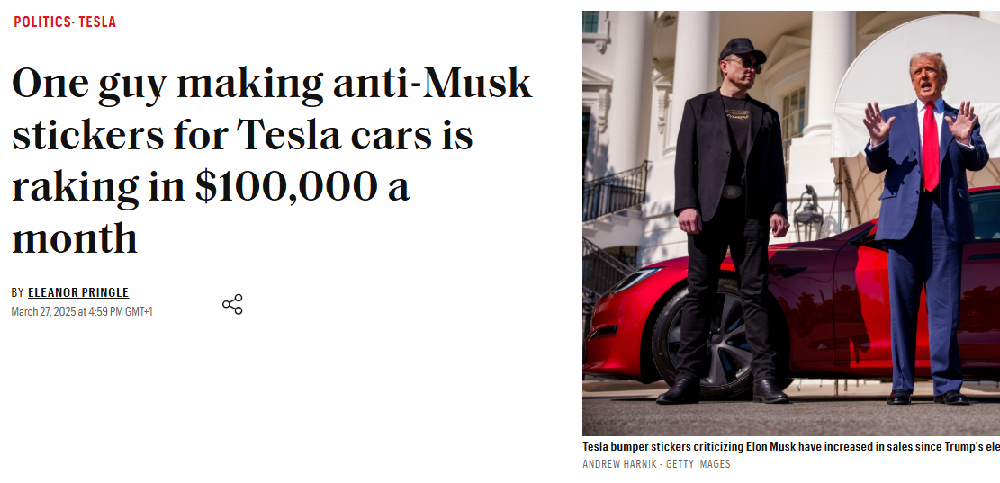 POLITICS· TESLA
One guy making anti-Musk
stickers for Tesla cars is
raking in $100,000 a
month
BY ELEANOR PRINGLE
March 27, 2025 at 4:59 PM GMT+1
Tesla bumper stickers criticizing Elon Musk have increased in sales since Trump's ele
ANDREW HARNIK - GETTY IMAGES